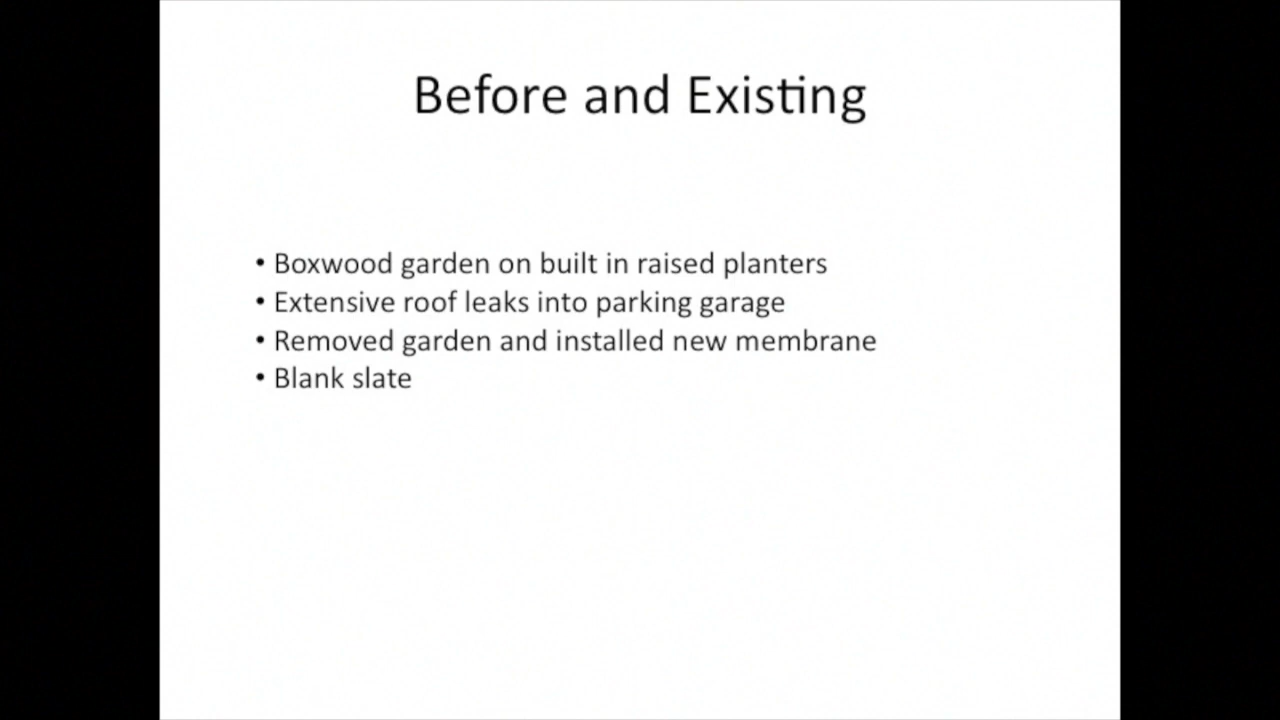 Before and Existing
• Boxwood garden on built in raised planters
• Extensive roof leaks into parking garage
• Removed garden and installed new membrane
• Blank slate